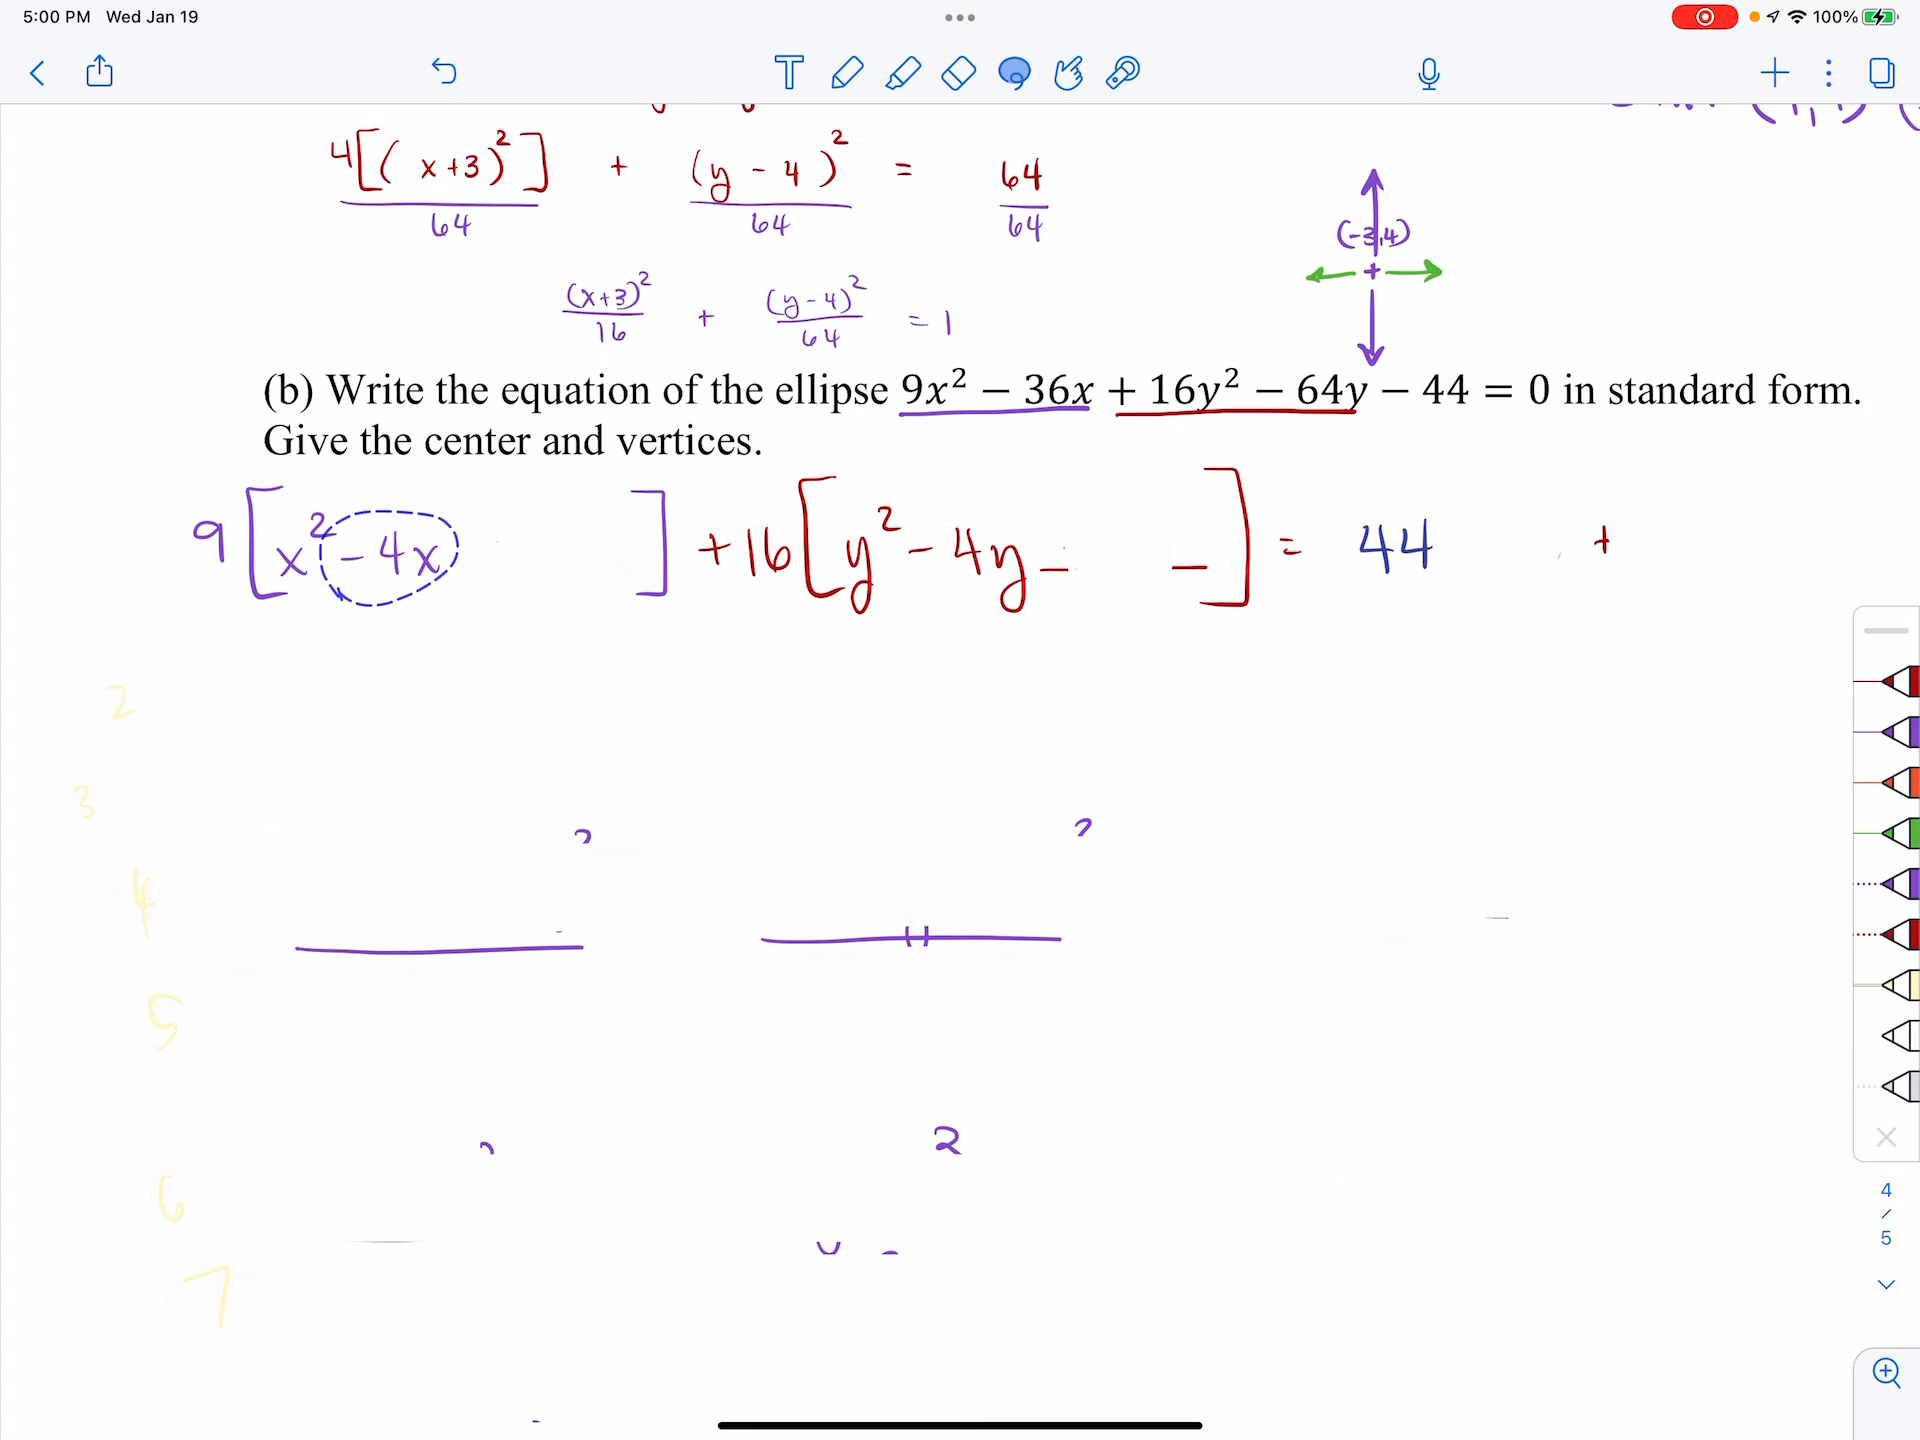 5:00 PM Wed Jan 19
100%
4[(x+3)²] + (y-4)² = 64
64 64 64
(-3,4)
(x+3)² + (y-4)² = 1
16 64
(b) Write the equation of the ellipse 9x² − 36x + 16y² − 64y − 44 = 0 in standard form.
Give the center and vertices.
9[x² - 4x ] + 16[y² - 4y ] = 44 +
2
3
4
5
2
6
7
4
/
5